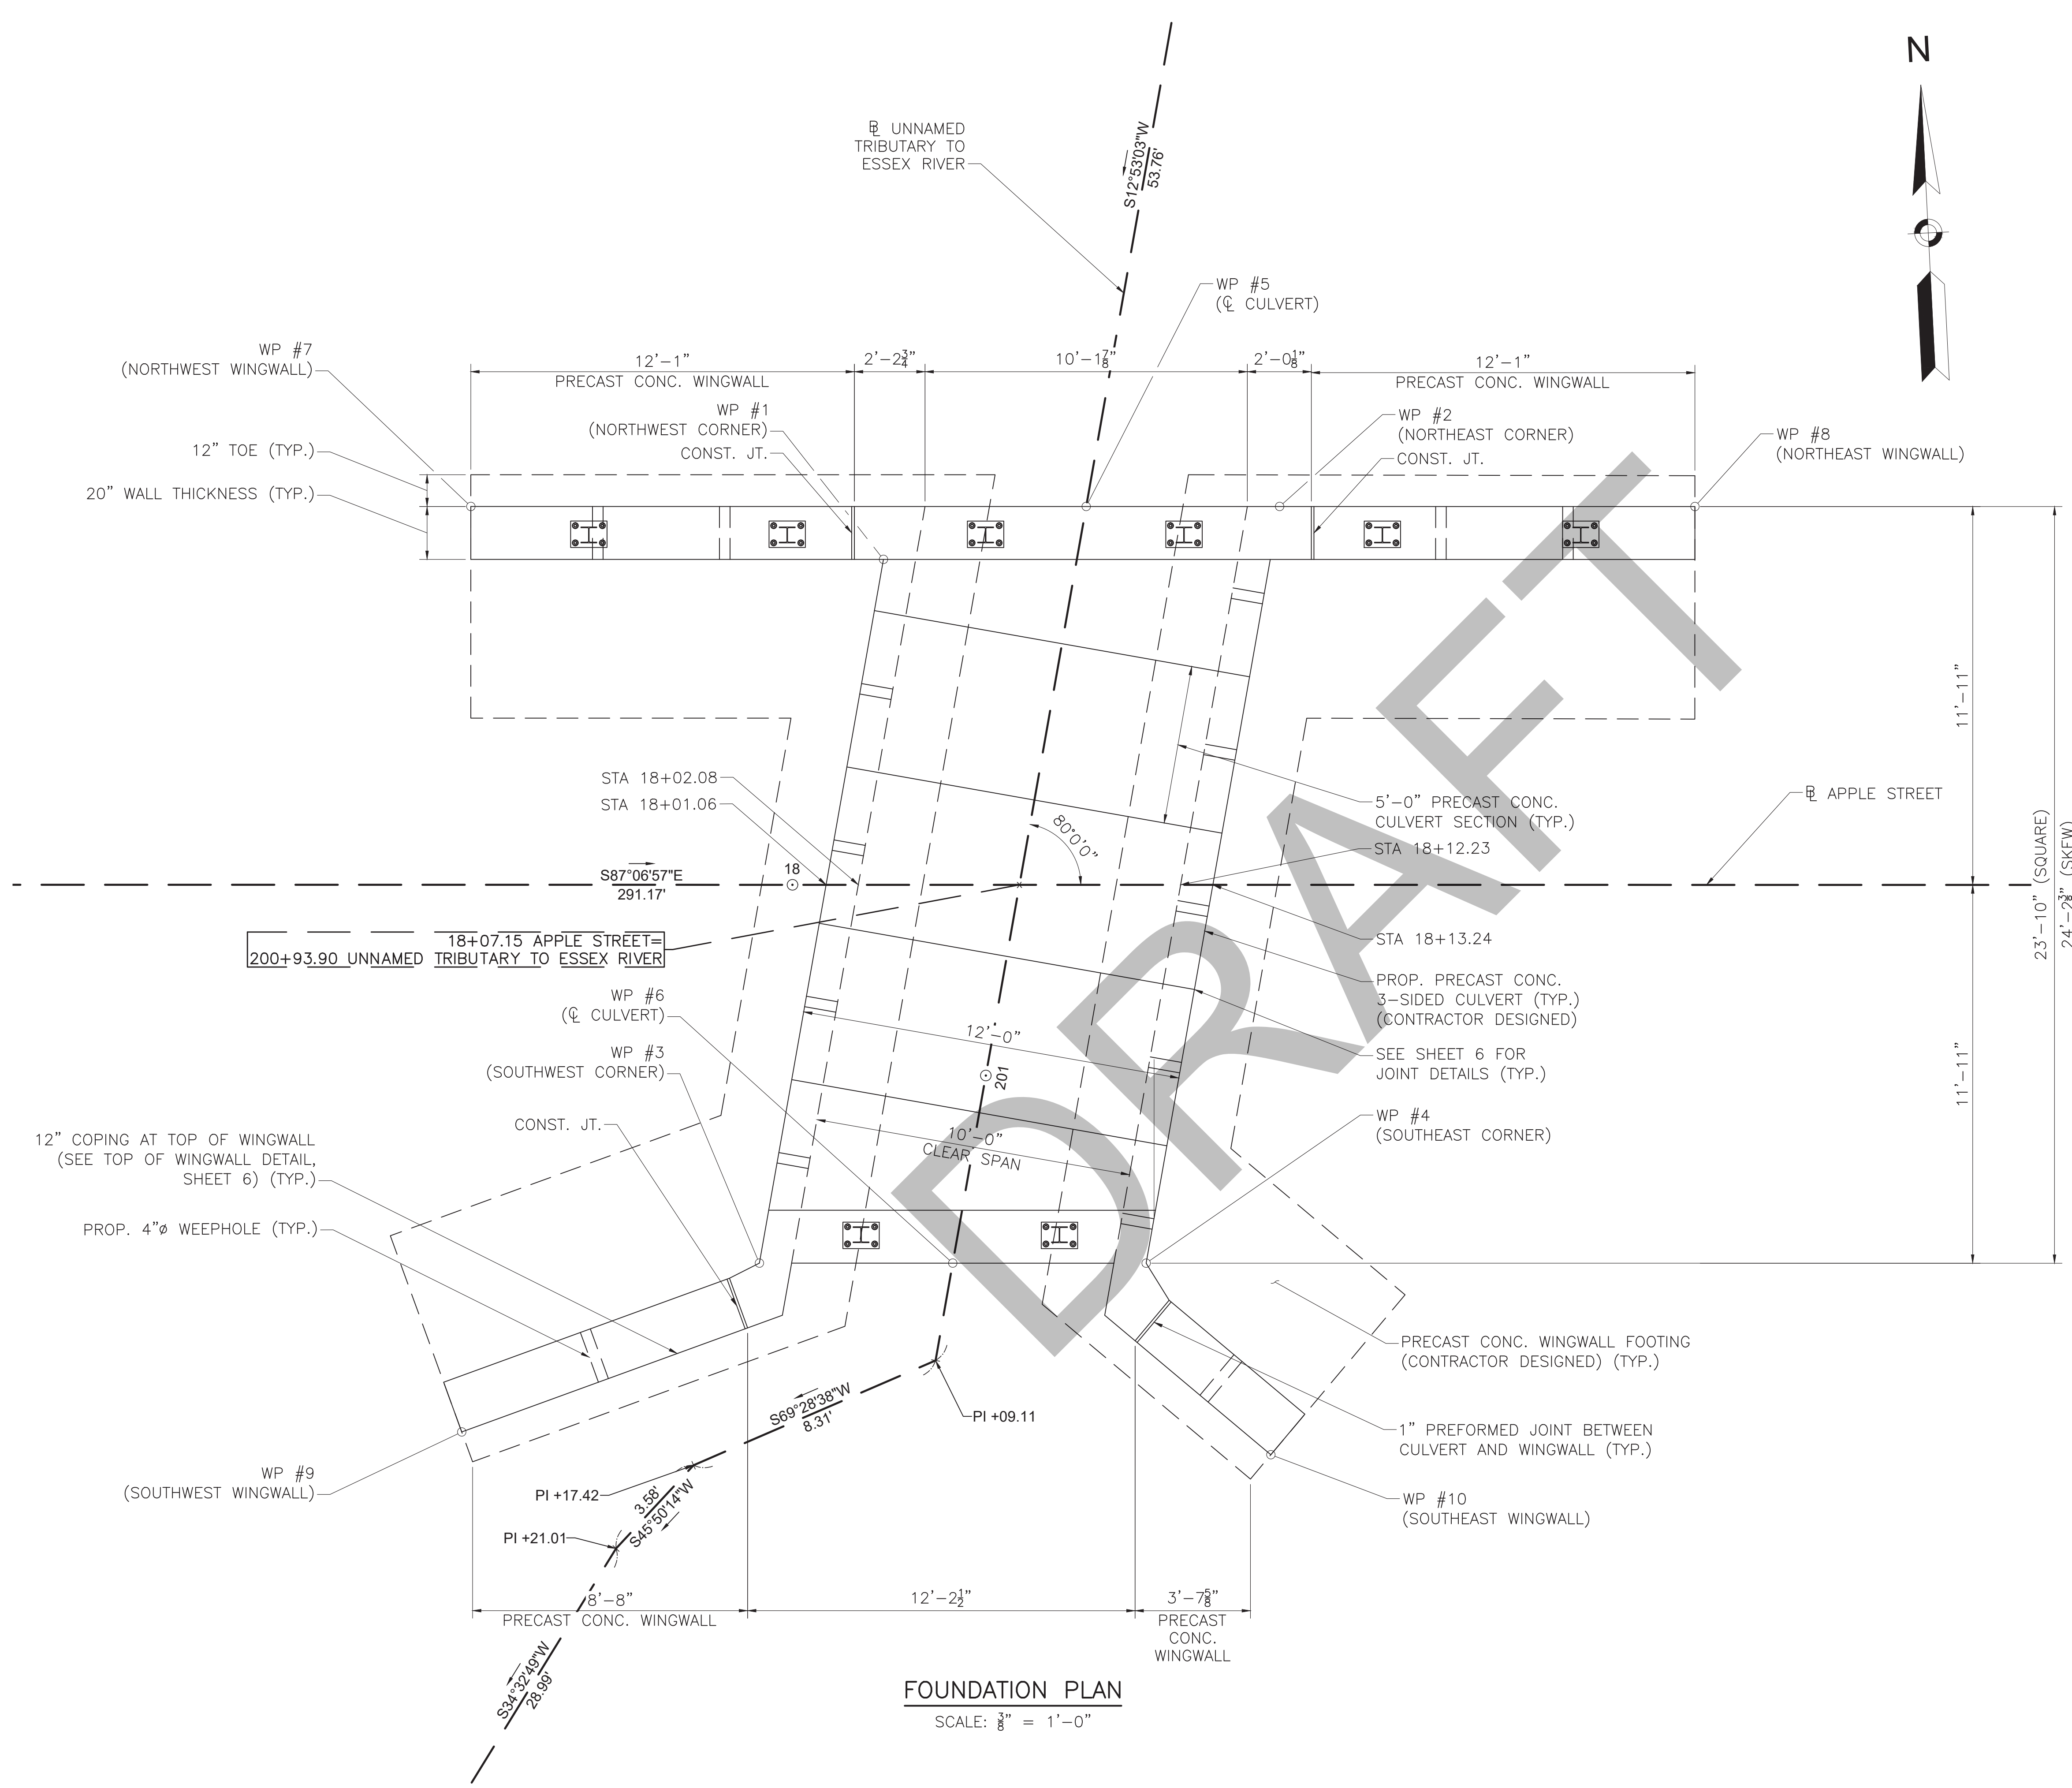 N
℄ UNNAMED
TRIBUTARY TO
ESSEX RIVER
S12°53'03"W
53.76'
WP #5
(℄ CULVERT)
WP #7
(NORTHWEST WINGWALL)
12'-1"
PRECAST CONC. WINGWALL
2'-2¾"
10'-1⅞"
2'-0⅛"
12'-1"
PRECAST CONC. WINGWALL
WP #1
(NORTHWEST CORNER)
CONST. JT.
WP #2
(NORTHEAST CORNER)
CONST. JT.
WP #8
(NORTHEAST WINGWALL)
12" TOE (TYP.)
20" WALL THICKNESS (TYP.)
11'-11"
STA 18+02.08
STA 18+01.06
80°0'0"
5'-0" PRECAST CONC.
CULVERT SECTION (TYP.)
℄ APPLE STREET
STA 18+12.23
S87°06'57"E
291.17'
18
23'-10" (SQUARE)
24'-2⅜" (SKEW)
18+07.15 APPLE STREET=
200+93.90 UNNAMED TRIBUTARY TO ESSEX RIVER
STA 18+13.24
PROP. PRECAST CONC.
3-SIDED CULVERT (TYP.)
(CONTRACTOR DESIGNED)
WP #6
(℄ CULVERT)
12'-0"
201
SEE SHEET 6 FOR
JOINT DETAILS (TYP.)
WP #3
(SOUTHWEST CORNER)
11'-11"
CONST. JT.
10'-0"
CLEAR SPAN
WP #4
(SOUTHEAST CORNER)
12" COPING AT TOP OF WINGWALL
(SEE TOP OF WINGWALL DETAIL,
SHEET 6) (TYP.)
PROP. 4"ø WEEPHOLE (TYP.)
PRECAST CONC. WINGWALL FOOTING
(CONTRACTOR DESIGNED) (TYP.)
S69°28'38"W
8.31'
PI +09.11
1" PREFORMED JOINT BETWEEN
CULVERT AND WINGWALL (TYP.)
WP #9
(SOUTHWEST WINGWALL)
PI +17.42
3.58'
S45°50'14"W
PI +21.01
WP #10
(SOUTHEAST WINGWALL)
8'-8"
PRECAST CONC. WINGWALL
12'-2½"
3'-7⅝"
PRECAST
CONC.
WINGWALL
S34°32'49"W
28.99'
FOUNDATION PLAN
SCALE: ⅜" = 1'-0"
DRAFT